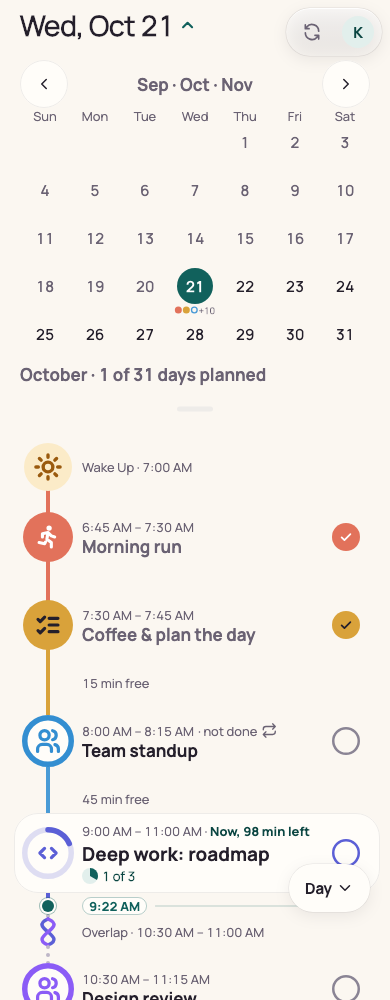 Wed, Oct 21
K
Sep · Oct · Nov
Sun Mon Tue Wed Thu Fri Sat
1 2 3
4 5 6 7 8 9 10
11 12 13 14 15 16 17
18 19 20 21 22 23 24
+10
25 26 27 28 29 30 31
October · 1 of 31 days planned
Wake Up · 7:00 AM
6:45 AM – 7:30 AM
Morning run
7:30 AM – 7:45 AM
Coffee & plan the day
15 min free
8:00 AM – 8:15 AM · not done
Team standup
45 min free
9:00 AM – 11:00 AM · Now, 98 min left
Deep work: roadmap
1 of 3
Day
9:22 AM
Overlap · 10:30 AM – 11:00 AM
10:30 AM – 11:15 AM
Design review